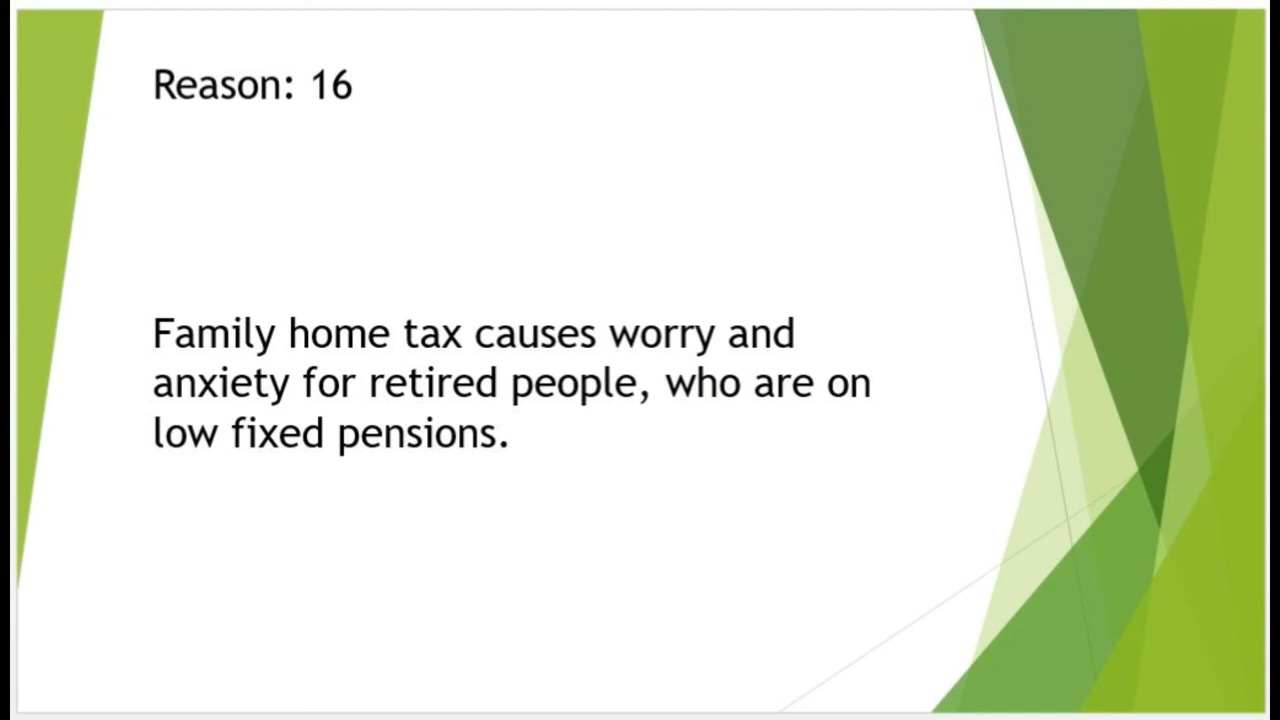 Reason: 16
Family home tax causes worry and
anxiety for retired people, who are on
low fixed pensions.